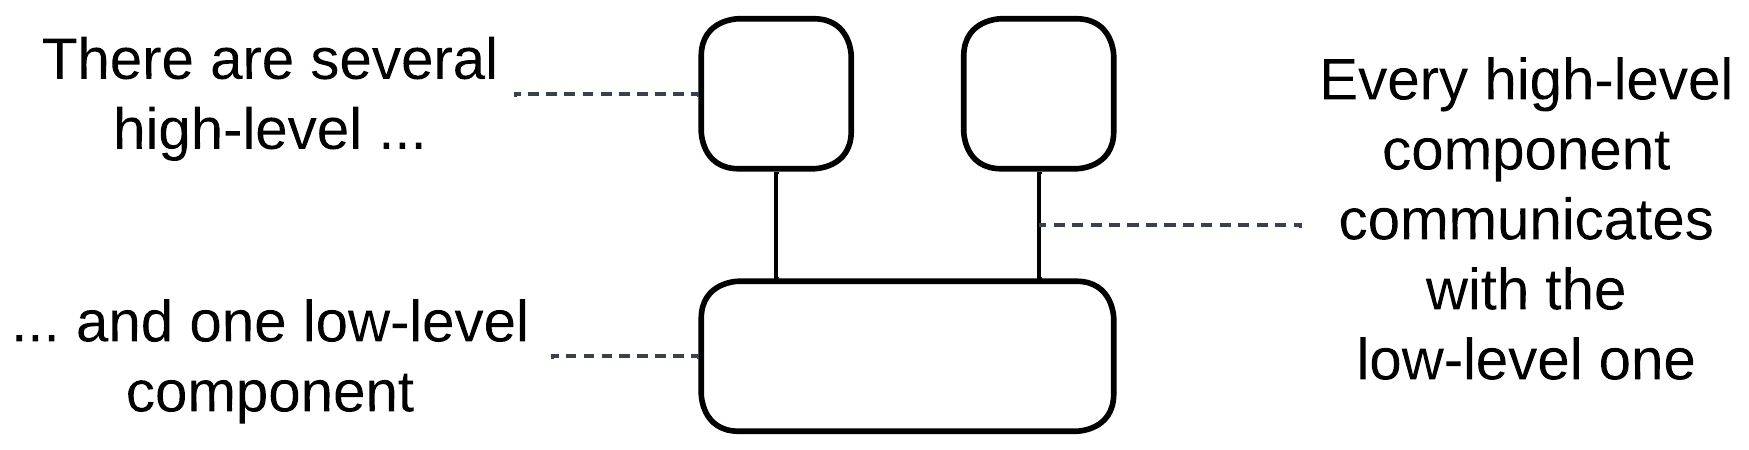 There are several
high-level ...
... and one low-level
component
Every high-level
component
communicates
with the
low-level one